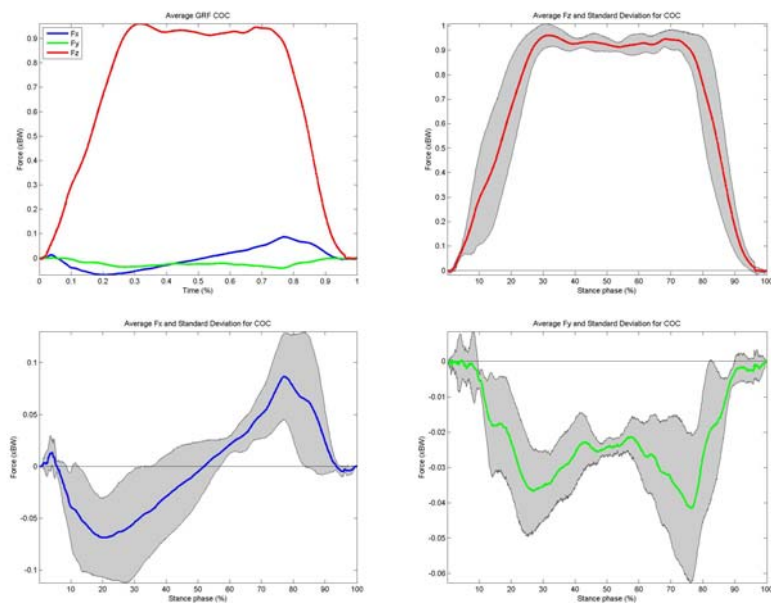 Average GRF COC
Fx
Fy
Fz
Force (xBW)
0.9
0.8
0.7
0.6
0.5
0.4
0.3
0.2
0.1
0
0 0.1 0.2 0.3 0.4 0.5 0.6 0.7 0.8 0.9 1
Time (%)
Average Fz and Standard Deviation for COC
Force (xBW)
1
0.9
0.8
0.7
0.6
0.5
0.4
0.3
0.2
0.1
0
10 20 30 40 50 60 70 80 90 100
Stance phase (%)
Average Fx and Standard Deviation for COC
Force (xBW)
0.1
0.05
0
-0.05
-0.1
10 20 30 40 50 60 70 80 90 100
Stance phase (%)
Average Fy and Standard Deviation for COC
Force (xBW)
0
-0.01
-0.02
-0.03
-0.04
-0.05
-0.06
10 20 30 40 50 60 70 80 90 100
Stance phase (%)